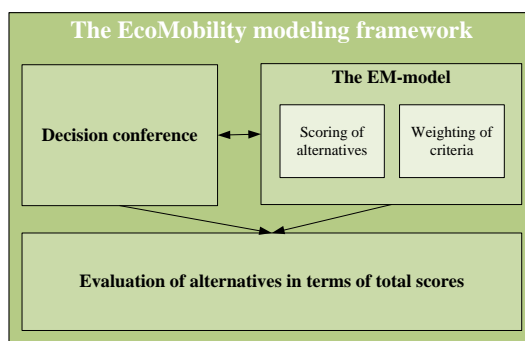 The EcoMobility modeling framework
Decision conference
The EM-model
Scoring of
alternatives
Weighting of
criteria
Evaluation of alternatives in terms of total scores